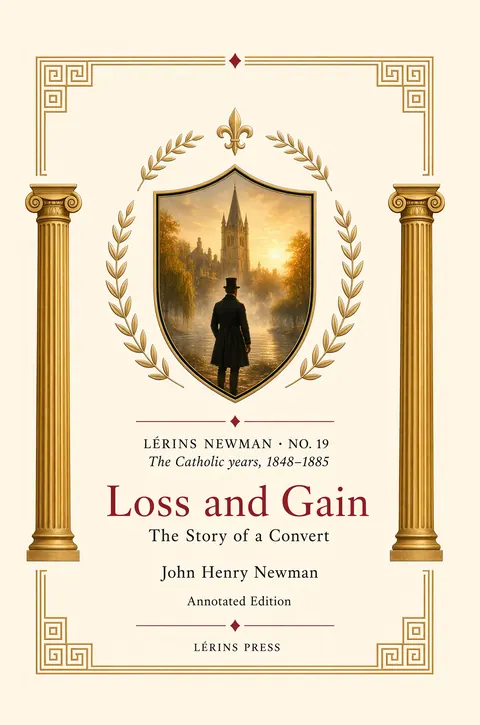 LÉRINS NEWMAN · NO. 19
The Catholic years, 1848–1885
Loss and Gain
The Story of a Convert
John Henry Newman
Annotated Edition
LÉRINS PRESS